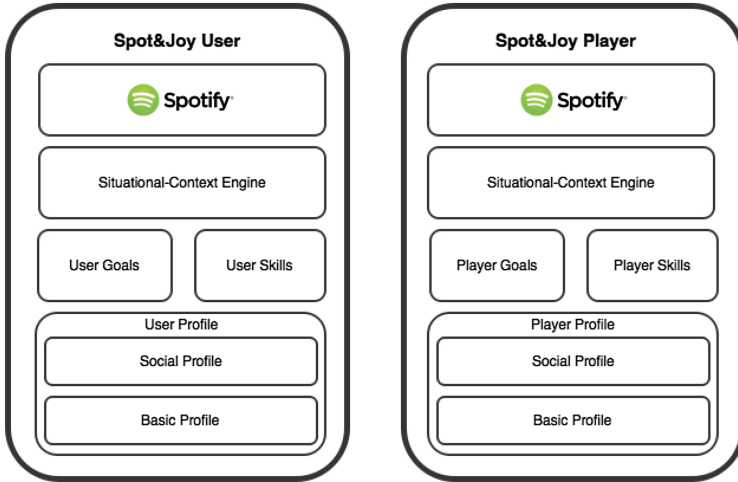 Spot&Joy User
Spotify
Situational-Context Engine
User Goals
User Skills
User Profile
Social Profile
Basic Profile
Spot&Joy Player
Spotify
Situational-Context Engine
Player Goals
Player Skills
Player Profile
Social Profile
Basic Profile